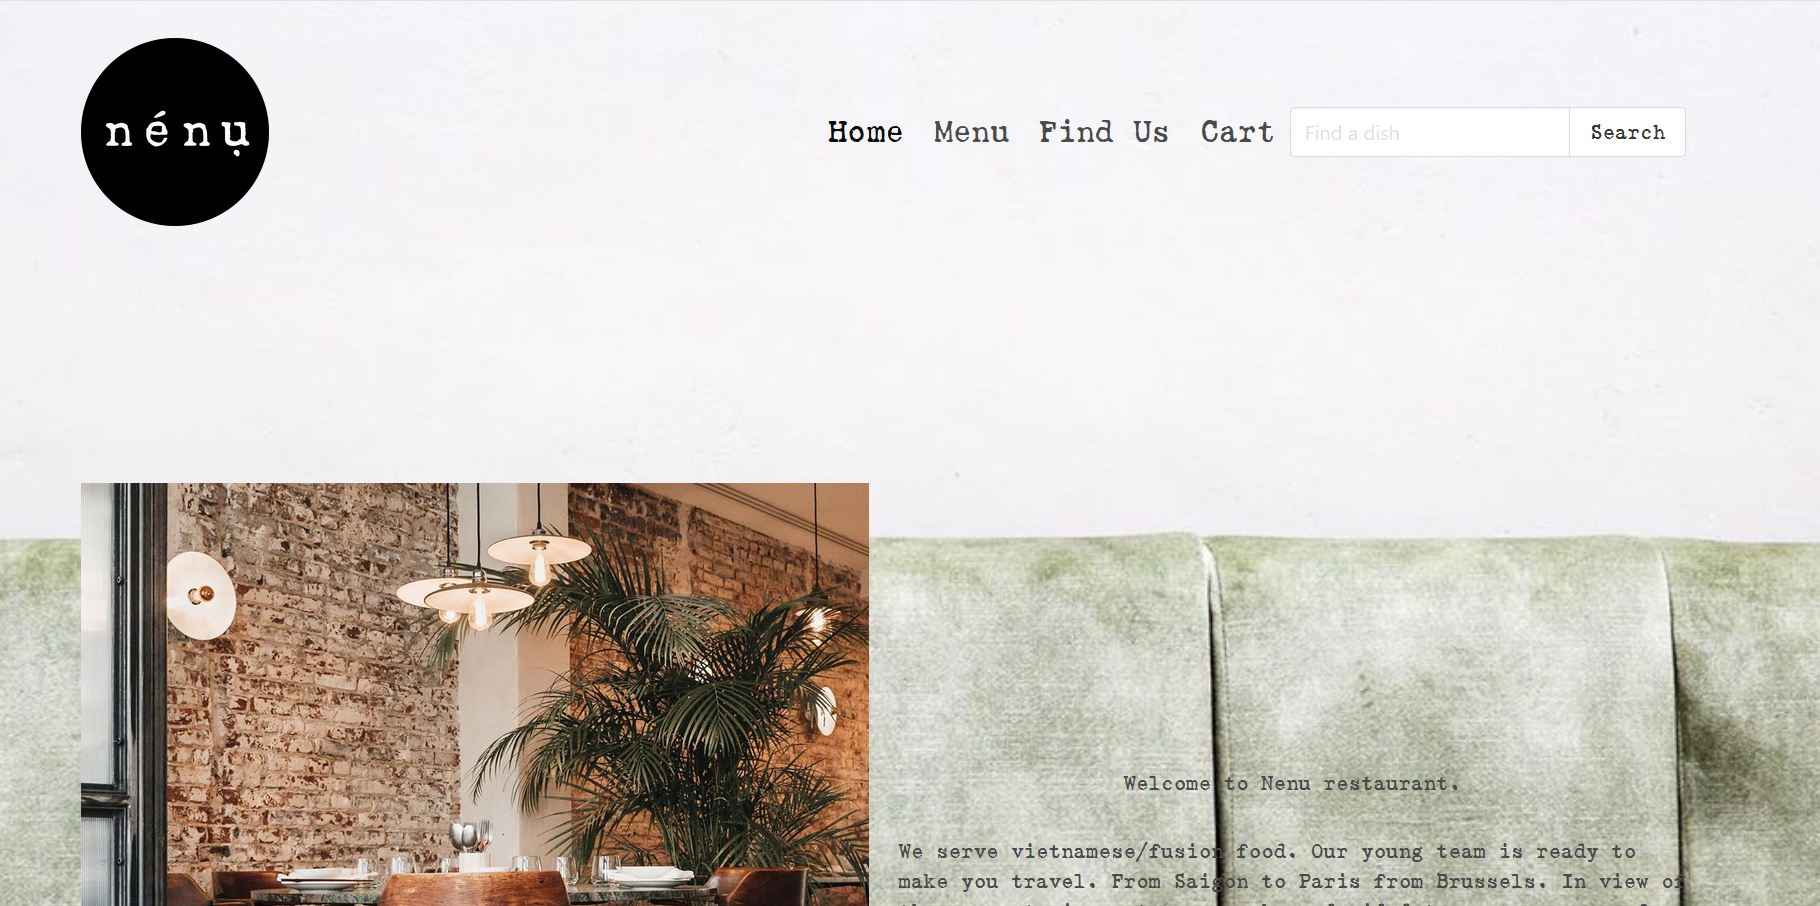 nénụ
Home Menu Find Us Cart Find a dish Search
Welcome to Nenu restaurant.
We serve vietnamese/fusion food. Our young team is ready to
make you travel. From Saigon to Paris from Brussels. In view of